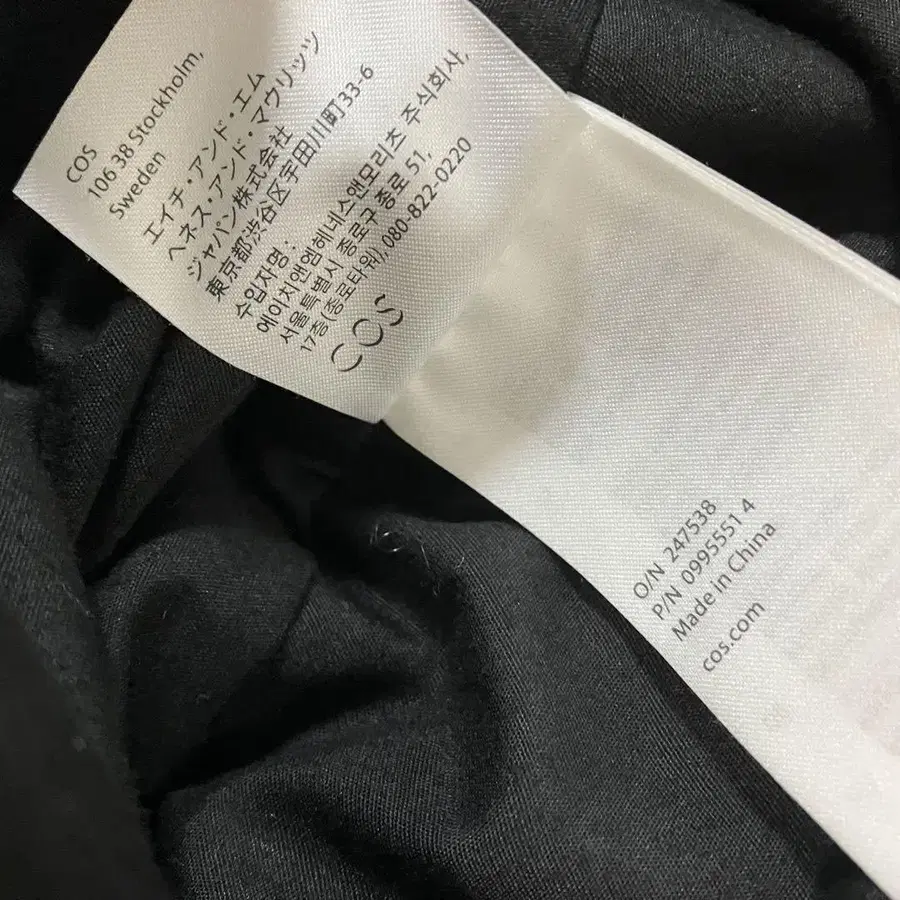 COS
106 38 Stockholm,
Sweden
エイチ・アンド・エム
ヘネス・アンド・マウリッツ
ジャパン株式会社
東京都渋谷区宇田川町33-6
수입자명 :
에이치앤엠헤네스앤모리츠 주식회사,
서울특별시 종로구 종로 51,
17층 (종로타워), 080-822-0220
COS
O/N 247538
P/N 0995551 4
Made in China
cos.com